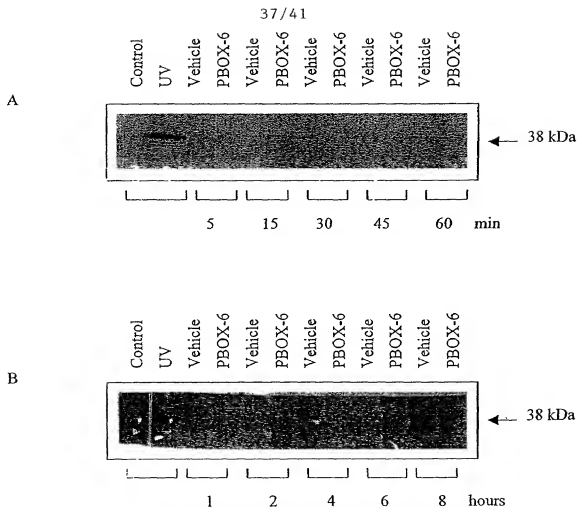 37/41
Control UV Vehicle PBOX-6 Vehicle PBOX-6 Vehicle PBOX-6 Vehicle PBOX-6 Vehicle PBOX-6
A
38 kDa
5 15 30 45 60 min
Control UV Vehicle PBOX-6 Vehicle PBOX-6 Vehicle PBOX-6 Vehicle PBOX-6 Vehicle PBOX-6
B
38 kDa
1 2 4 6 8 hours